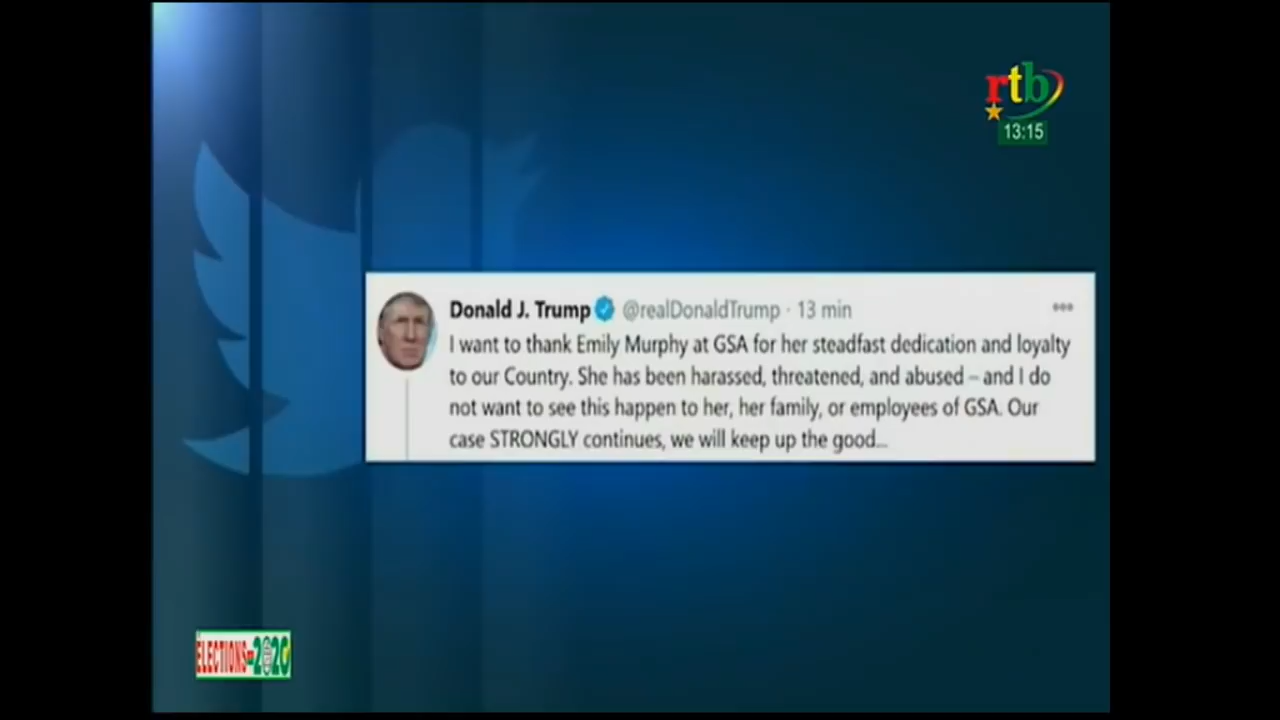 rtb
13:15
Donald J. Trump @realDonaldTrump · 13 min
I want to thank Emily Murphy at GSA for her steadfast dedication and loyalty
to our Country. She has been harassed, threatened, and abused – and I do
not want to see this happen to her, her family, or employees of GSA. Our
case STRONGLY continues, we will keep up the good...
ÉLECTIONS 2020